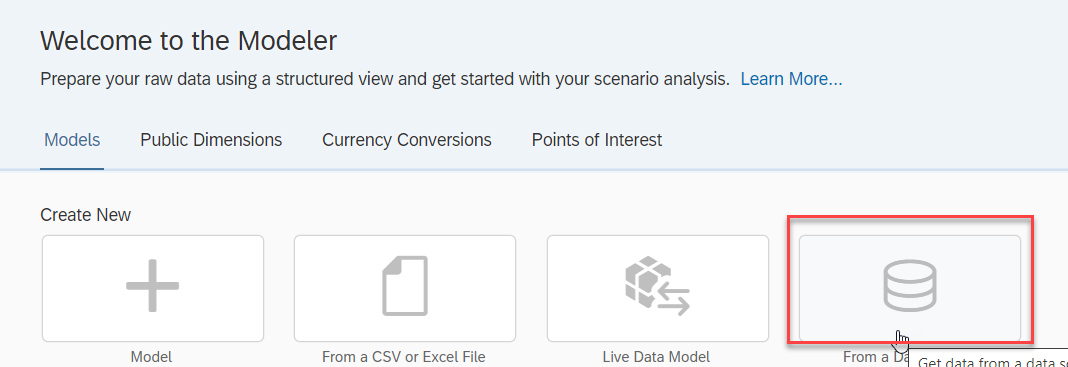 Welcome to the Modeler
Prepare your raw data using a structured view and get started with your scenario analysis. Learn More...
Models Public Dimensions Currency Conversions Points of Interest
Create New
Model From a CSV or Excel File Live Data Model From a
Get data from a data